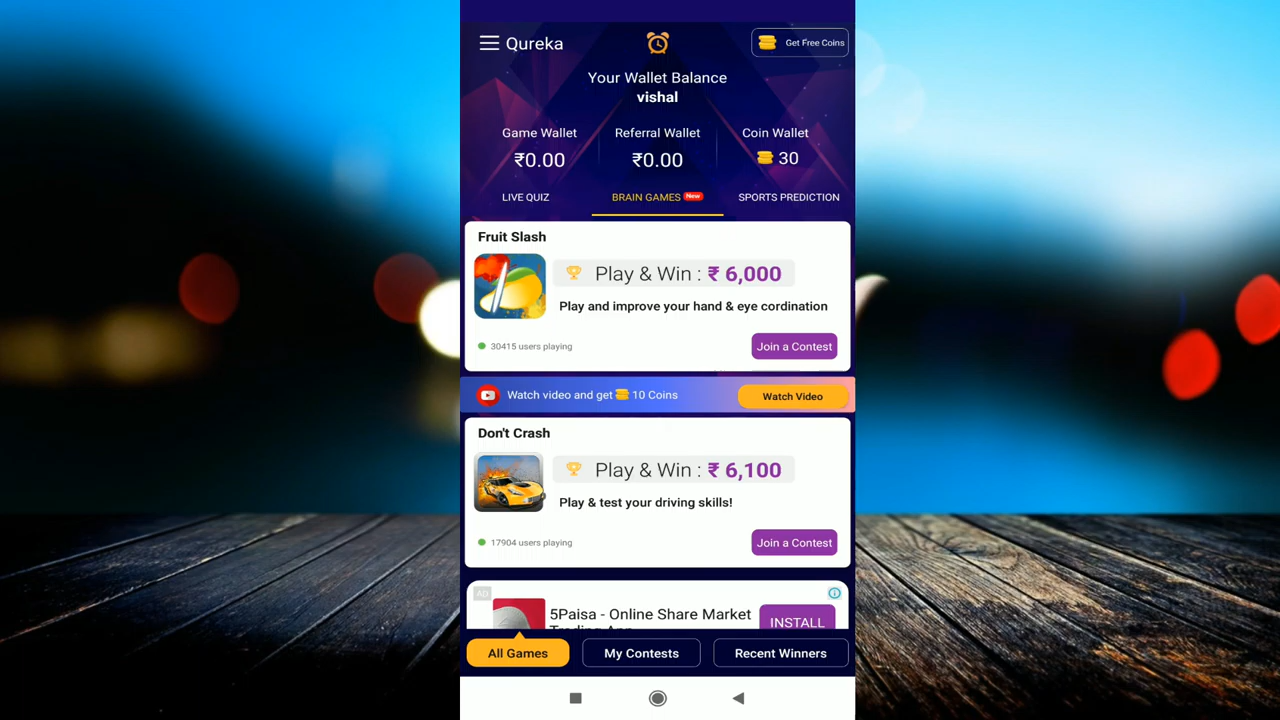 Qureka
Get Free Coins
Your Wallet Balance
vishal
Game Wallet
Referral Wallet
Coin Wallet
₹0.00
₹0.00
30
LIVE QUIZ
BRAIN GAMES New
SPORTS PREDICTION
Fruit Slash
Play & Win : ₹ 6,000
Play and improve your hand & eye cordination
30415 users playing
Join a Contest
Watch video and get 10 Coins
Watch Video
Don't Crash
Play & Win : ₹ 6,100
Play & test your driving skills!
17904 users playing
Join a Contest
AD
5Paisa - Online Share Market
Trading App
INSTALL
All Games
My Contests
Recent Winners